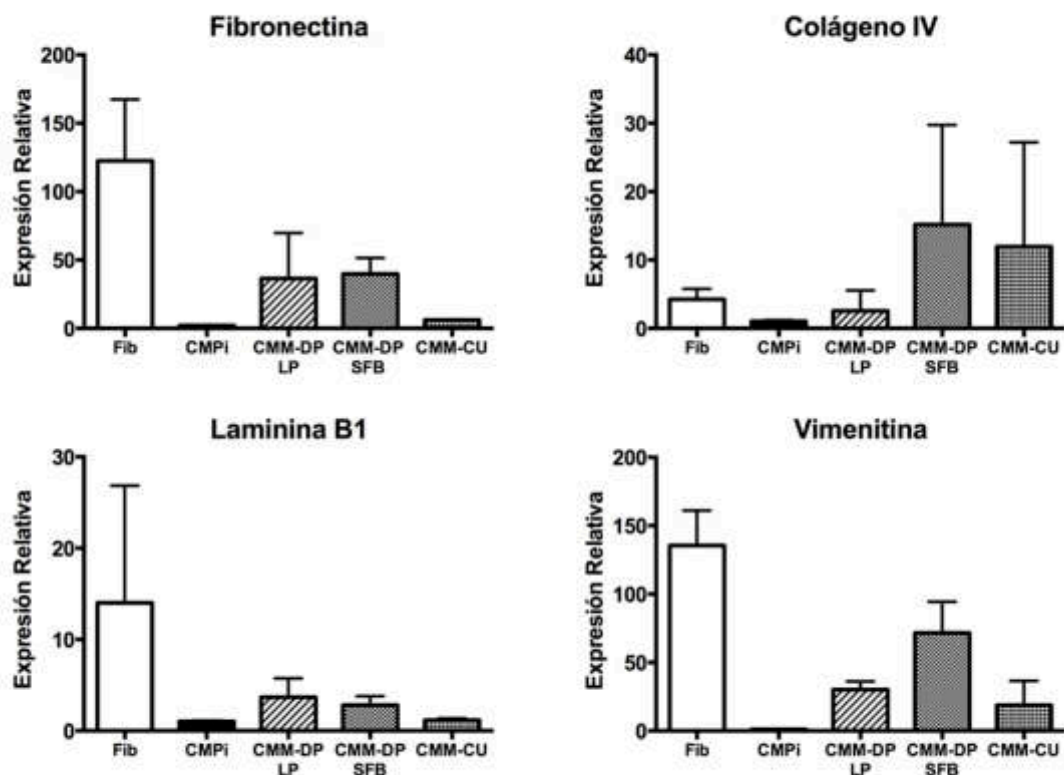 Fibronectina
Expresión Relativa
200
150
100
50
0
Fib CMPi CMM-DP CMM-DP CMM-CU
LP SFB
Colágeno IV
Expresión Relativa
40
30
20
10
0
Fib CMPi CMM-DP CMM-DP CMM-CU
LP SFB
Laminina B1
Expresión Relativa
30
20
10
0
Fib CMPi CMM-DP CMM-DP CMM-CU
LP SFB
Vimenitina
Expresión Relativa
200
150
100
50
0
Fib CMPi CMM-DP CMM-DP CMM-CU
LP SFB